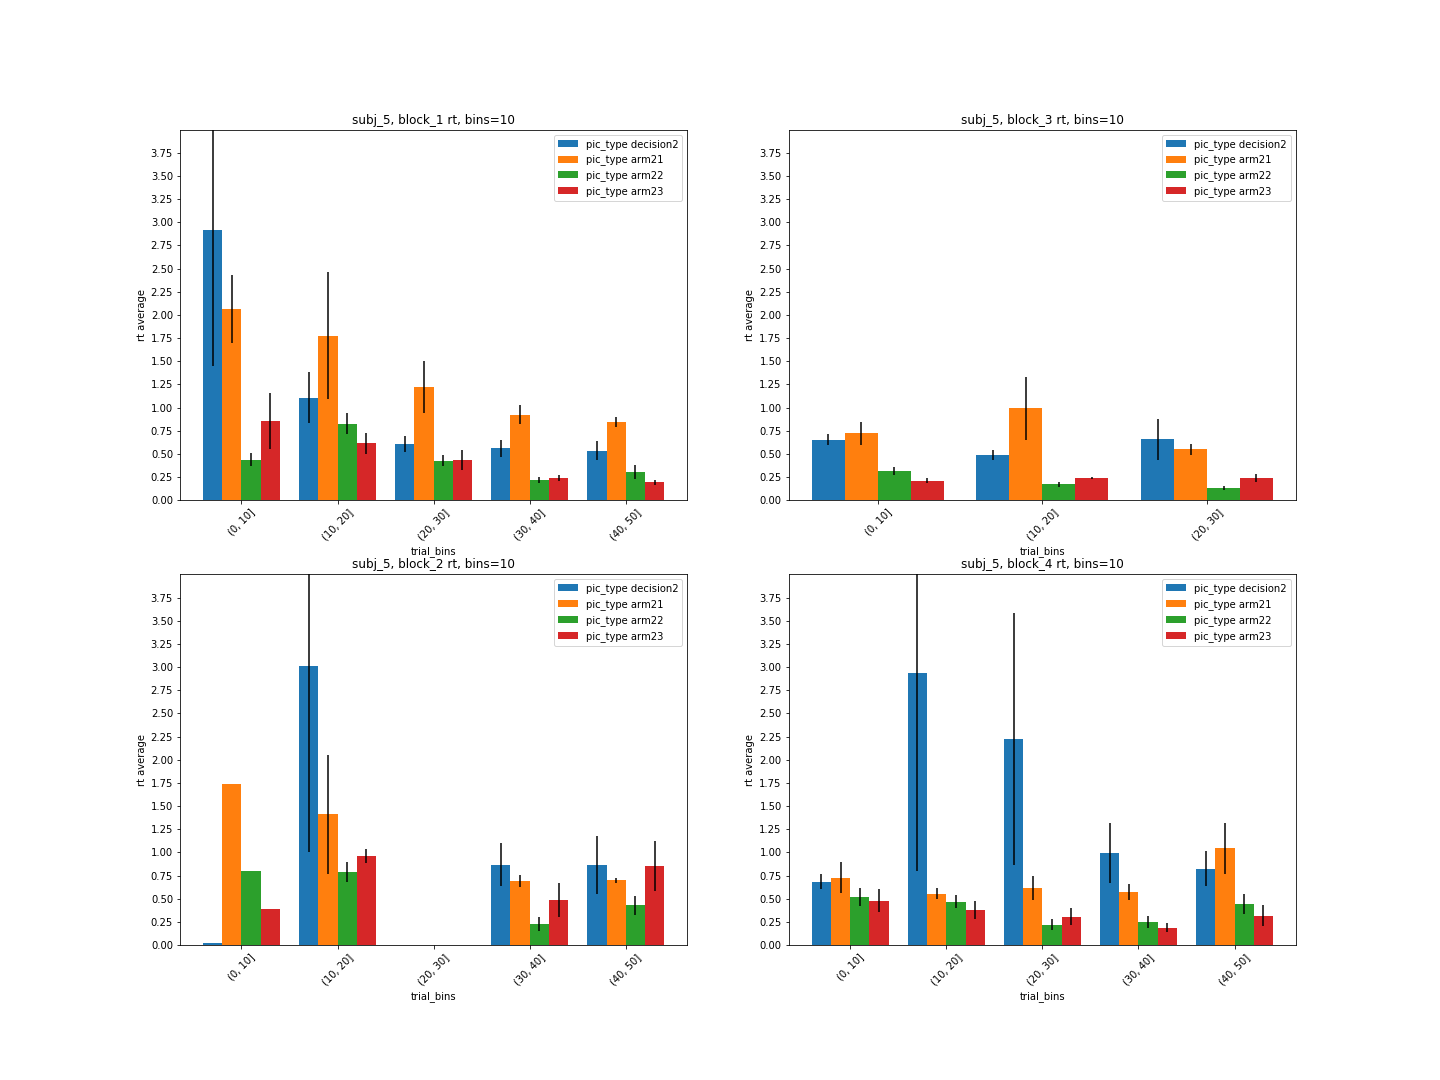 subj_5, block_1 rt, bins=10
rt average
3.75
3.50
3.25
3.00
2.75
2.50
2.25
2.00
1.75
1.50
1.25
1.00
0.75
0.50
0.25
0.00
pic_type decision2
pic_type arm21
pic_type arm22
pic_type arm23
(0, 10]
(10, 20]
(20, 30]
(30, 40]
(40, 50]
trial_bins
subj_5, block_3 rt, bins=10
rt average
3.75
3.50
3.25
3.00
2.75
2.50
2.25
2.00
1.75
1.50
1.25
1.00
0.75
0.50
0.25
0.00
pic_type decision2
pic_type arm21
pic_type arm22
pic_type arm23
(0, 10]
(10, 20]
(20, 30]
trial_bins
subj_5, block_2 rt, bins=10
rt average
3.75
3.50
3.25
3.00
2.75
2.50
2.25
2.00
1.75
1.50
1.25
1.00
0.75
0.50
0.25
0.00
pic_type decision2
pic_type arm21
pic_type arm22
pic_type arm23
(0, 10]
(10, 20]
(20, 30]
(30, 40]
(40, 50]
trial_bins
subj_5, block_4 rt, bins=10
rt average
3.75
3.50
3.25
3.00
2.75
2.50
2.25
2.00
1.75
1.50
1.25
1.00
0.75
0.50
0.25
0.00
pic_type decision2
pic_type arm21
pic_type arm22
pic_type arm23
(0, 10]
(10, 20]
(20, 30]
(30, 40]
(40, 50]
trial_bins